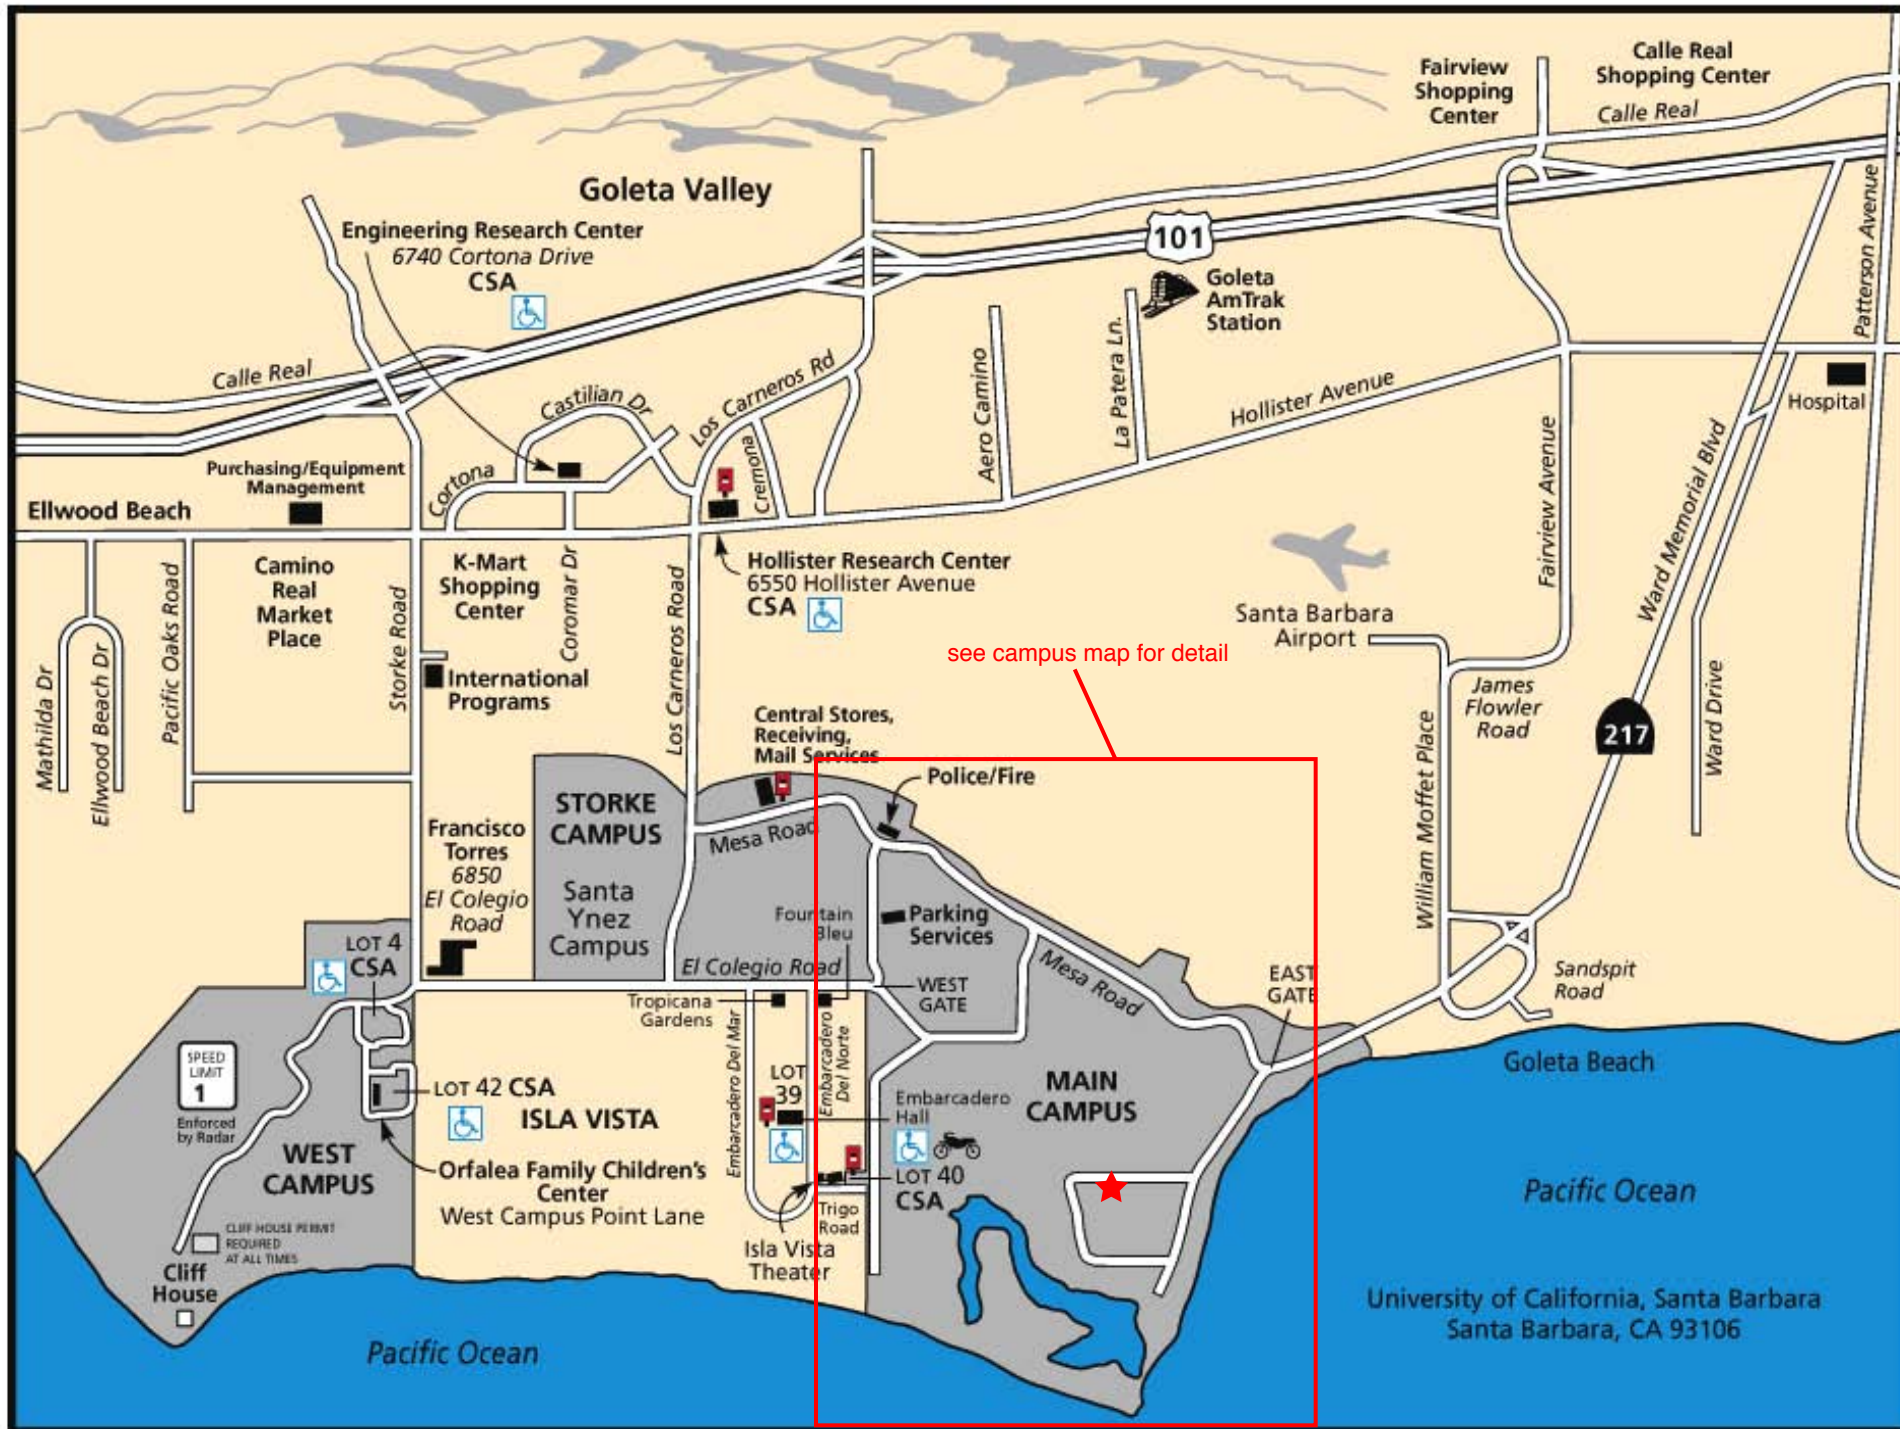 Calle Real
Shopping Center
Fairview
Shopping
Center
Calle Real
Goleta Valley
Engineering Research Center
6740 Cortona Drive
CSA
101
Goleta
AmTrak
Station
Patterson Avenue
Calle Real
Castilian Dr
Los Carneros Rd
Aero Camino
La Patera Ln.
Hollister Avenue
Hospital
Purchasing/Equipment
Management
Cortona
Cremona
Ellwood Beach
Fairview Avenue
Ward Memorial Blvd
Camino
Real
Market
Place
K-Mart
Shopping
Center
Coromar Dr
Hollister Research Center
6550 Hollister Avenue
CSA
Santa Barbara
Airport
Mathilda Dr
Ellwood Beach Dr
Pacific Oaks Road
Storke Road
Los Carneros Road
see campus map for detail
International
Programs
James
Flowler
Road
William Moffet Place
217
Ward Drive
Central Stores,
Receiving,
Mail Services
Police/Fire
STORKE
CAMPUS
Mesa Road
Francisco
Torres
6850
El Colegio
Road
Santa
Ynez
Campus
Fountain
Bleu
Parking
Services
LOT 4
CSA
El Colegio Road
Mesa Road
WEST
GATE
EAST
GATE
Sandspit
Road
Tropicana
Gardens
Embarcadero Del Mar
Embarcadero
Del Norte
SPEED
LIMIT
1
Enforced
by Radar
LOT 42 CSA
ISLA VISTA
LOT
39
Embarcadero
Hall
MAIN
CAMPUS
Goleta Beach
WEST
CAMPUS
Orfalea Family Children's
Center
West Campus Point Lane
LOT 40
CSA
Trigo
Road
Isla Vista
Theater
Pacific Ocean
CLIFF HOUSE PERMIT
REQUIRED
AT ALL TIMES
Cliff
House
Pacific Ocean
University of California, Santa Barbara
Santa Barbara, CA 93106